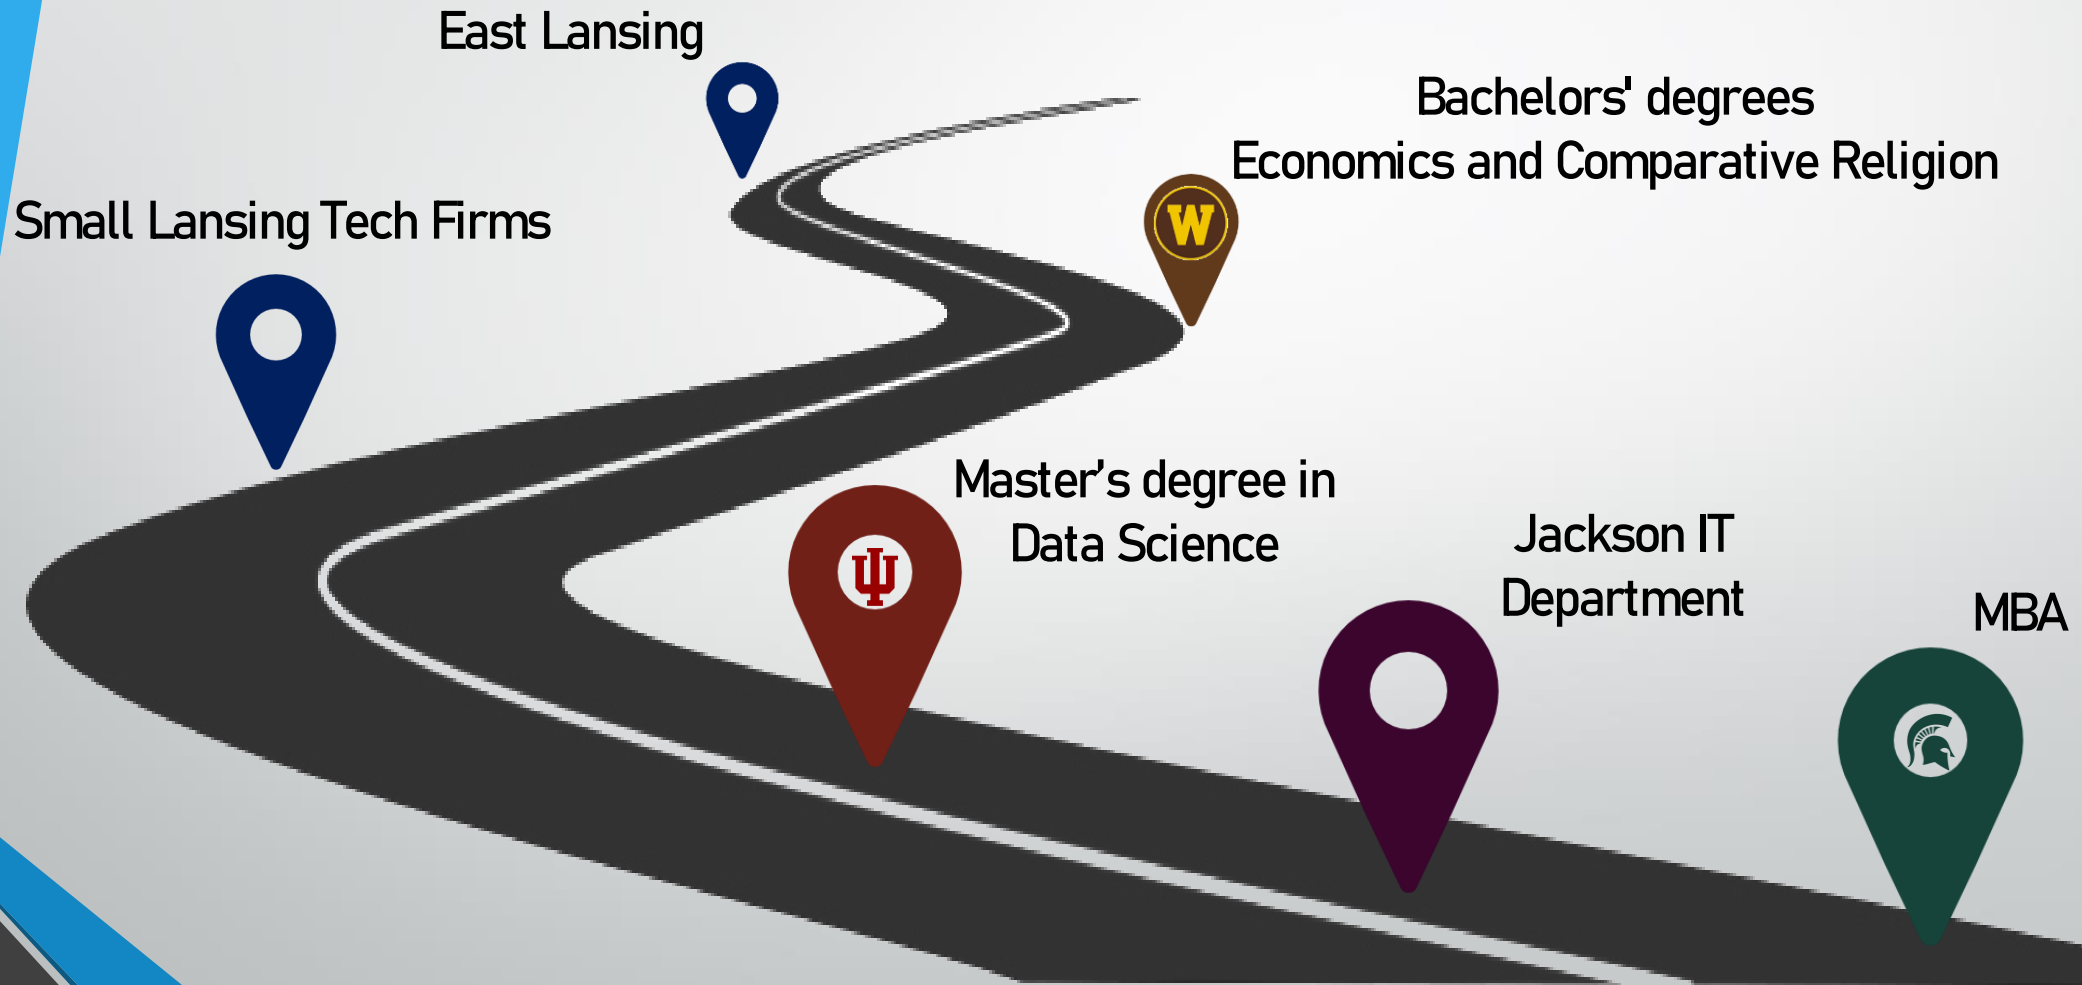 East Lansing
Bachelors' degrees
Economics and Comparative Religion
W
Small Lansing Tech Firms
Master’s degree in
Data Science
Jackson IT
Department
MBA